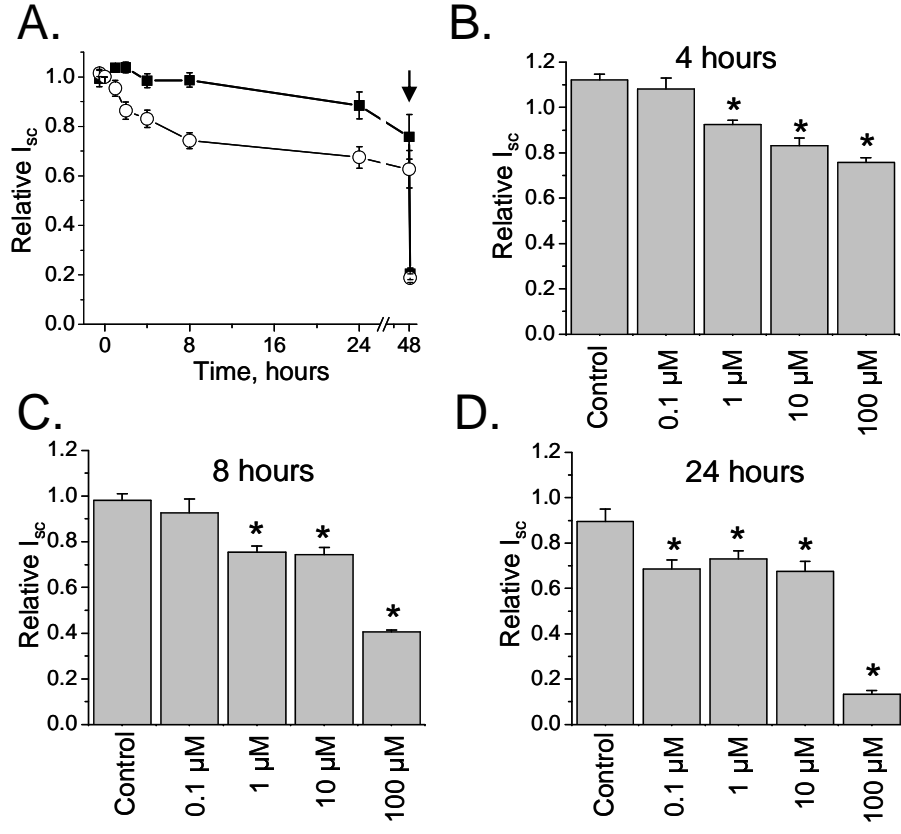 A.
Relative Isc
1.0
0.8
0.6
0.4
0.2
0.0
0 8 16 24 48
Time, hours
B.
4 hours
Relative Isc
1.2
1.0
0.8
0.6
0.4
0.2
0.0
* * *
Control 0.1 µM 1 µM 10 µM 100 µM
C.
8 hours
Relative Isc
1.2
1.0
0.8
0.6
0.4
0.2
0.0
* * *
Control 0.1 µM 1 µM 10 µM 100 µM
D.
24 hours
Relative Isc
1.2
1.0
0.8
0.6
0.4
0.2
0.0
* * * *
Control 0.1 µM 1 µM 10 µM 100 µM